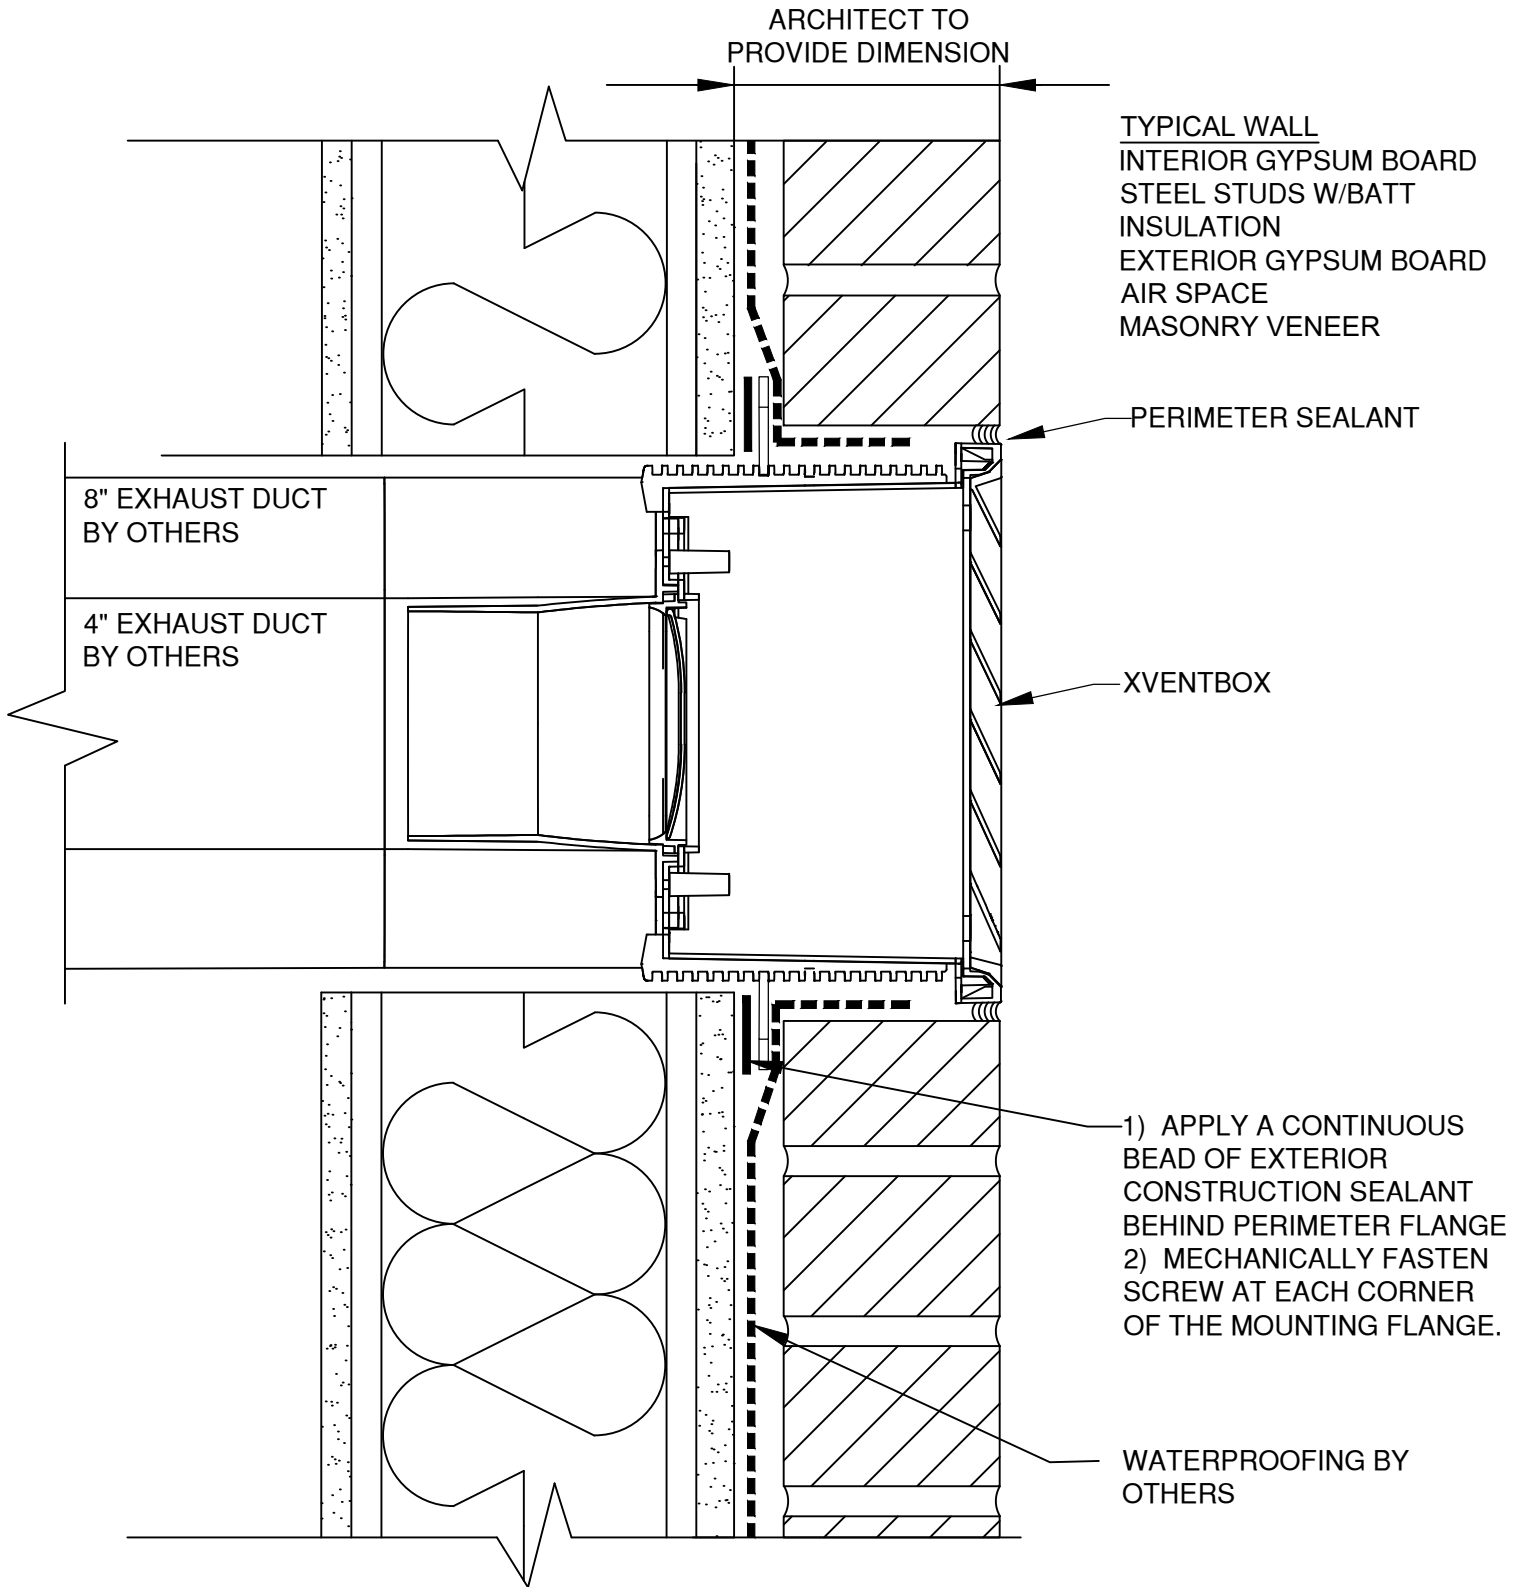 ARCHITECT TO
PROVIDE DIMENSION
TYPICAL WALL
INTERIOR GYPSUM BOARD
STEEL STUDS W/BATT
INSULATION
EXTERIOR GYPSUM BOARD
AIR SPACE
MASONRY VENEER
PERIMETER SEALANT
8" EXHAUST DUCT
BY OTHERS
4" EXHAUST DUCT
BY OTHERS
XVENTBOX
1) APPLY A CONTINUOUS
BEAD OF EXTERIOR
CONSTRUCTION SEALANT
BEHIND PERIMETER FLANGE
2) MECHANICALLY FASTEN
SCREW AT EACH CORNER
OF THE MOUNTING FLANGE.
WATERPROOFING BY
OTHERS